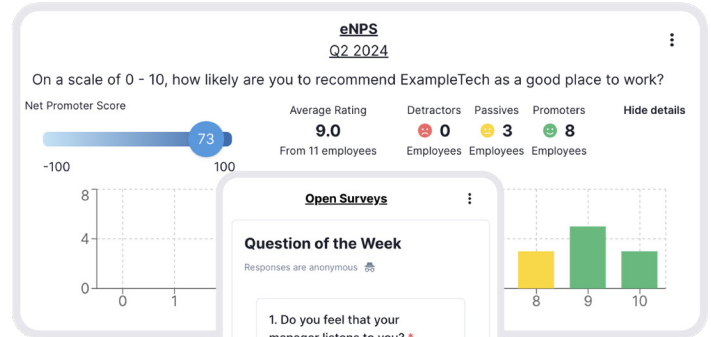 eNPS
Q2 2024
On a scale of 0 - 10, how likely are you to recommend ExampleTech as a good place to work?
Net Promoter Score
73
-100 100
Average Rating
9.0
From 11 employees
Detractors Passives Promoters
0 3 8
Employees Employees Employees
Hide details
8
4
0
0 1 8 9 10
Open Surveys
Question of the Week
Responses are anonymous
1. Do you feel that your
manager listens to you? *